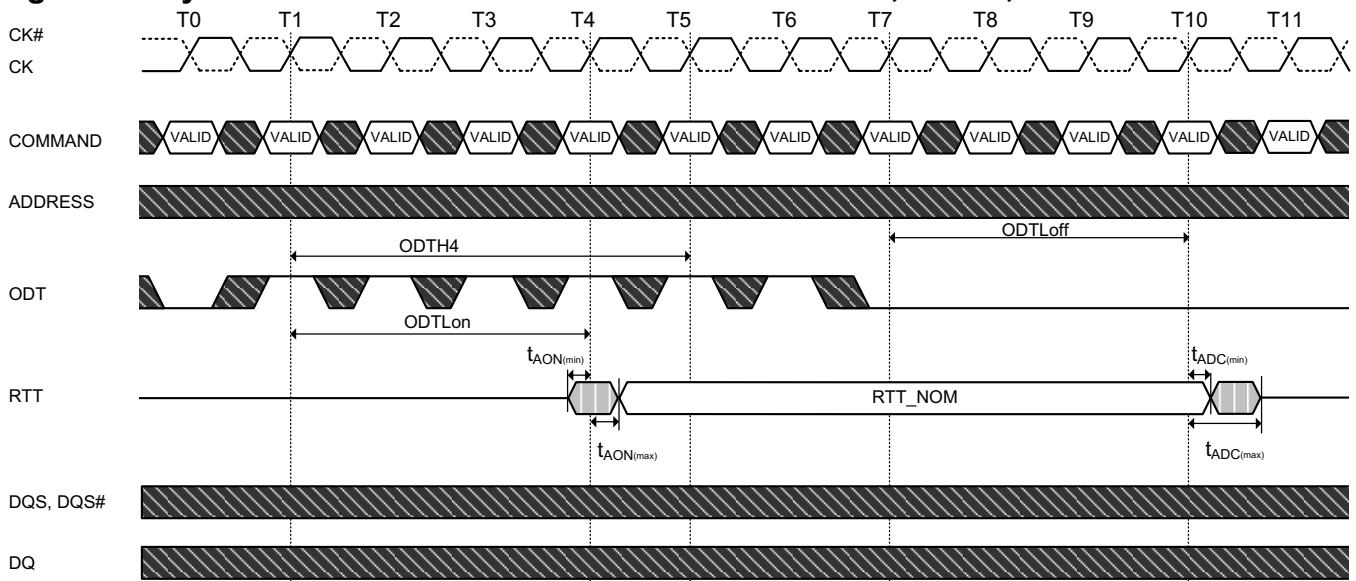 T0 T1 T2 T3 T4 T5 T6 T7 T8 T9 T10 T11
CK#
CK
COMMAND VALID VALID VALID VALID VALID VALID VALID VALID VALID VALID VALID VALID
ADDRESS
ODTLoff
ODTH4
ODT
ODTLon
tAON(min) tADC(min)
RTT RTT_NOM
tAON(max) tADC(max)
DQS, DQS#
DQ